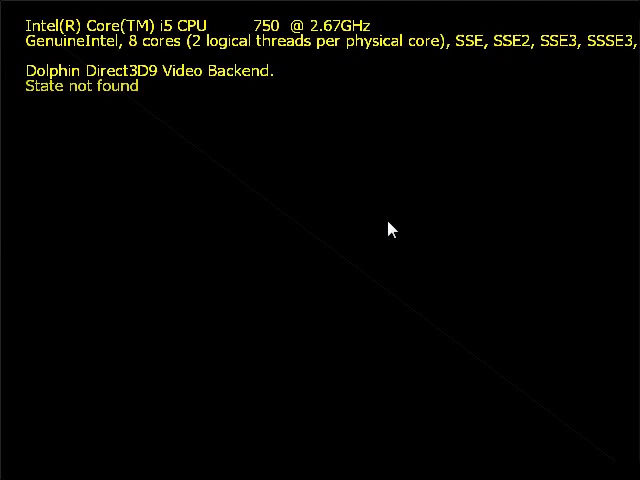 Intel(R) Core(TM) i5 CPU 750 @ 2.67GHz
GenuineIntel, 8 cores (2 logical threads per physical core), SSE, SSE2, SSE3, SSSE3,
Dolphin Direct3D9 Video Backend.
State not found